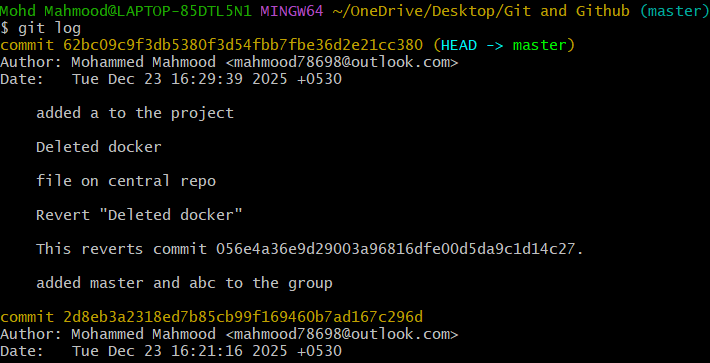 Mohd Mahmood@LAPTOP-85DTL5N1 MINGW64 ~/OneDrive/Desktop/Git and Github (master)
$ git log
commit 62bc09c9f3db5380f3d54fbb7fbe36d2e21cc380 (HEAD -> master)
Author: Mohammed Mahmood <mahmood78698@outlook.com>
Date:   Tue Dec 23 16:29:39 2025 +0530
    added a to the project
    Deleted docker
    file on central repo
    Revert "Deleted docker"
    This reverts commit 056e4a36e9d29003a96816dfe00d5da9c1d14c27.
    added master and abc to the group
commit 2d8eb3a2318ed7b85cb99f169460b7ad167c296d
Author: Mohammed Mahmood <mahmood78698@outlook.com>
Date:   Tue Dec 23 16:21:16 2025 +0530